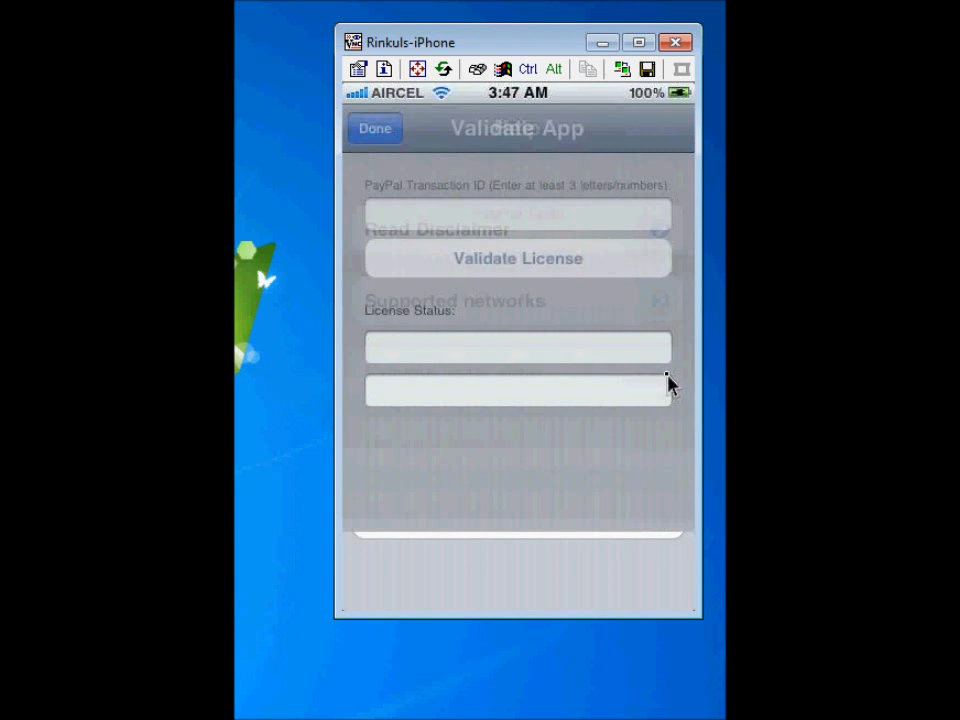 Rinkuls-iPhone
Ctrl Alt
AIRCEL 3:47 AM 100%
Done Validate App
PayPal Transaction ID (Enter at least 3 letters/numbers)
Read Disclaimer
Validate License
Supported networks
License Status: